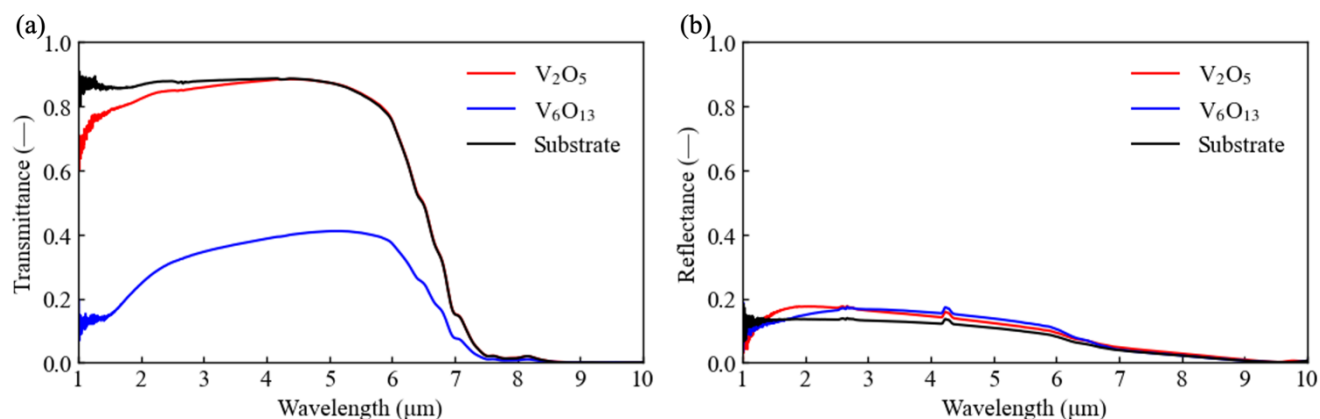 (a)
1.0
0.8
0.6
0.4
0.2
0.0
Transmittance (—)
V₂O₅
V₆O₁₃
Substrate
1 2 3 4 5 6 7 8 9 10
Wavelength (μm)
(b)
1.0
0.8
0.6
0.4
0.2
0.0
Reflectance (—)
V₂O₅
V₆O₁₃
Substrate
1 2 3 4 5 6 7 8 9 10
Wavelength (μm)